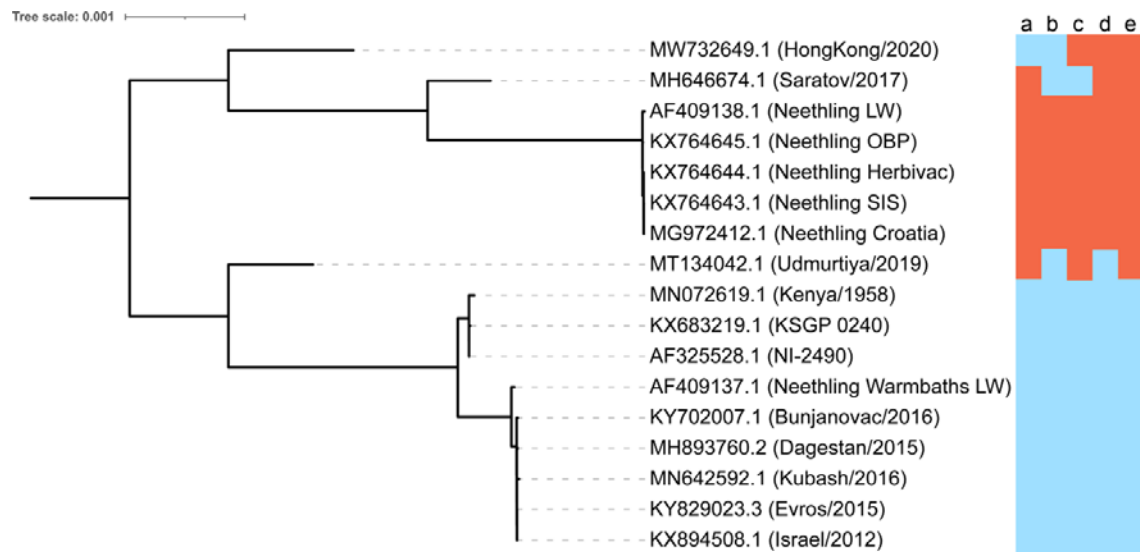 Tree scale: 0.001
a b c d e
MW732649.1 (HongKong/2020)
MH646674.1 (Saratov/2017)
AF409138.1 (Neethling LW)
KX764645.1 (Neethling OBP)
KX764644.1 (Neethling Herbivac)
KX764643.1 (Neethling SIS)
MG972412.1 (Neethling Croatia)
MT134042.1 (Udmurtiya/2019)
MN072619.1 (Kenya/1958)
KX683219.1 (KSGP 0240)
AF325528.1 (NI-2490)
AF409137.1 (Neethling Warmbaths LW)
KY702007.1 (Bunjanovac/2016)
MH893760.2 (Dagestan/2015)
MN642592.1 (Kubash/2016)
KY829023.3 (Evros/2015)
KX894508.1 (Israel/2012)